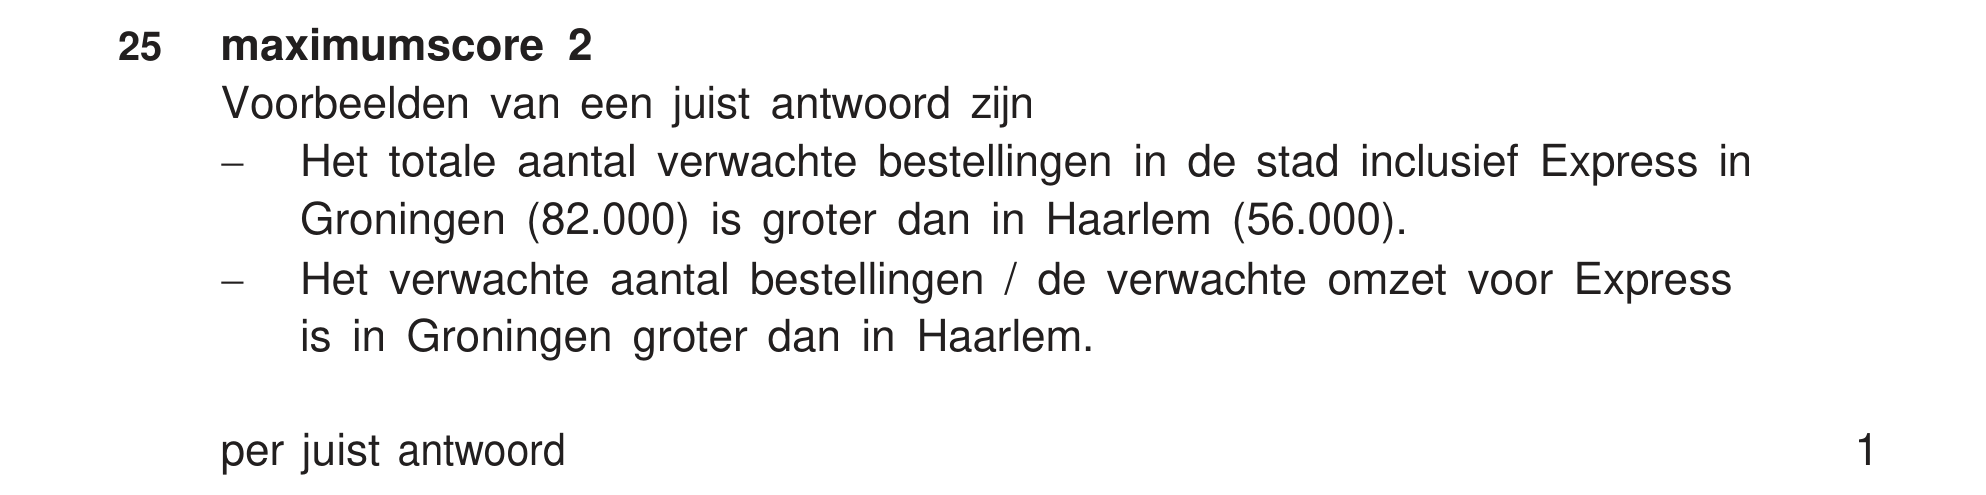 25 maximumscore 2
Voorbeelden van een juist antwoord zijn
– Het totale aantal verwachte bestellingen in de stad inclusief Express in
Groningen (82.000) is groter dan in Haarlem (56.000).
– Het verwachte aantal bestellingen / de verwachte omzet voor Express
is in Groningen groter dan in Haarlem.
per juist antwoord 1